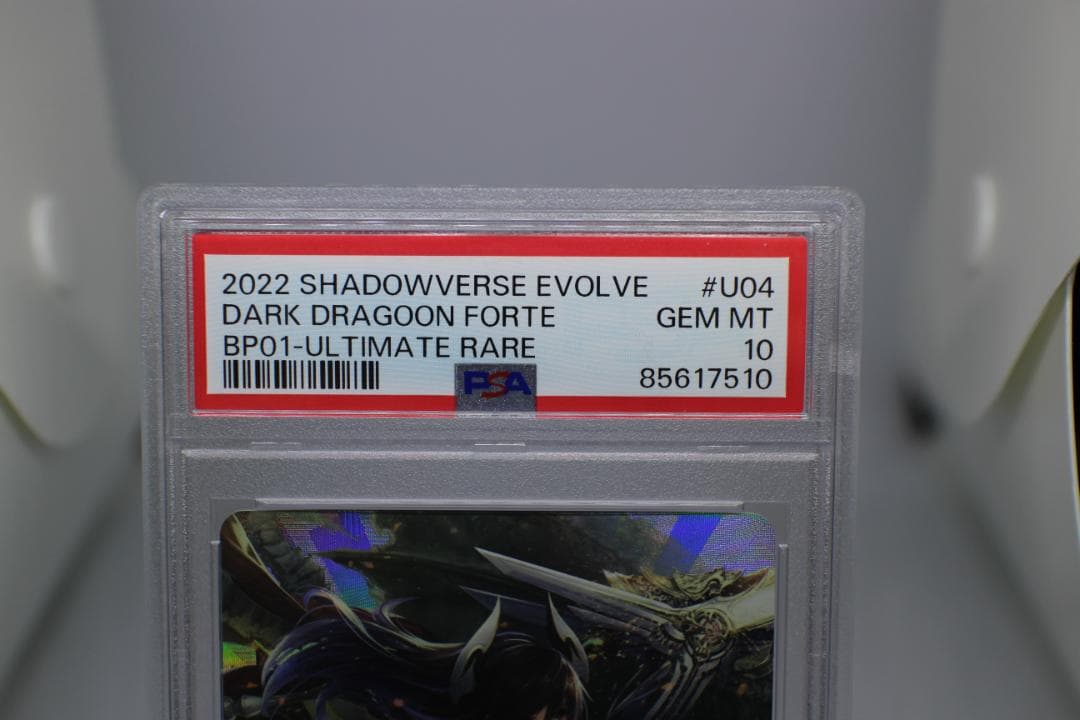 2022 SHADOWVERSE EVOLVE #U04
DARK DRAGOON FORTE GEM MT
BP01-ULTIMATE RARE 10
PSA 85617510